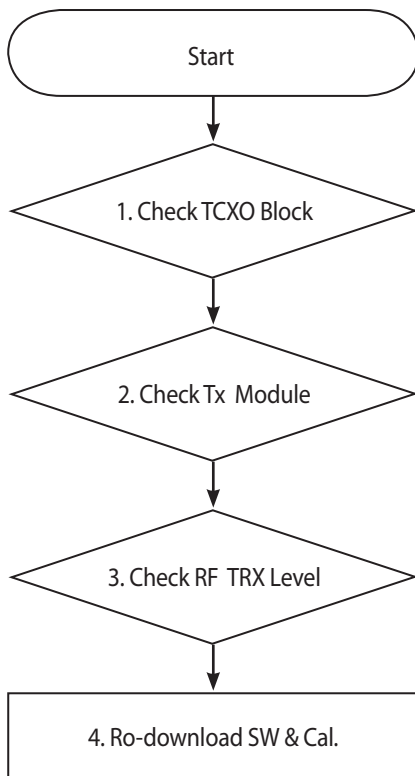 Start
1. Check TCXO Block
2. Check Tx Module
3. Check RF TRX Level
4. Ro-download SW & Cal.